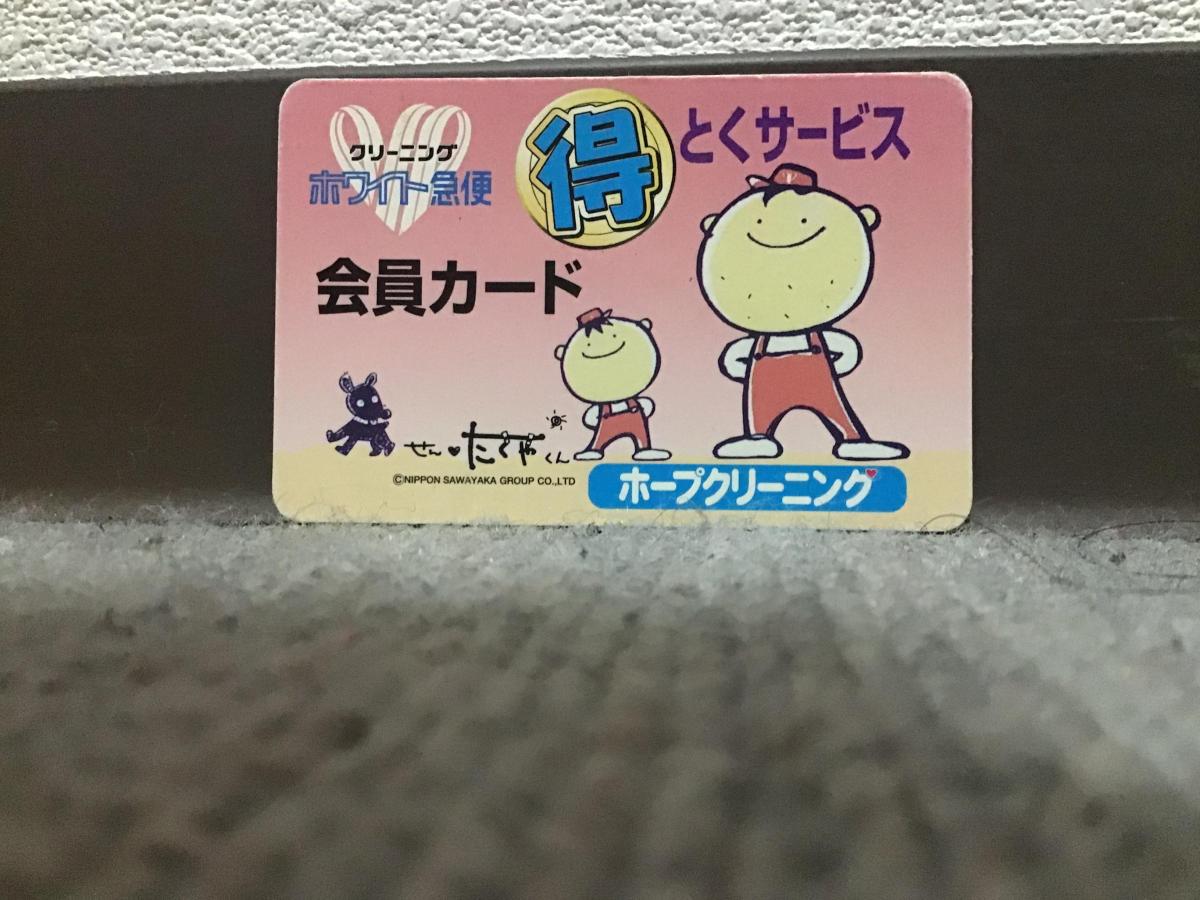 クリーニング
ホワイト急便
得
とくサービス
会員カード
せん♥たくやくん
©NIPPON SAWAYAKA GROUP CO.,LTD
ホープクリーニング